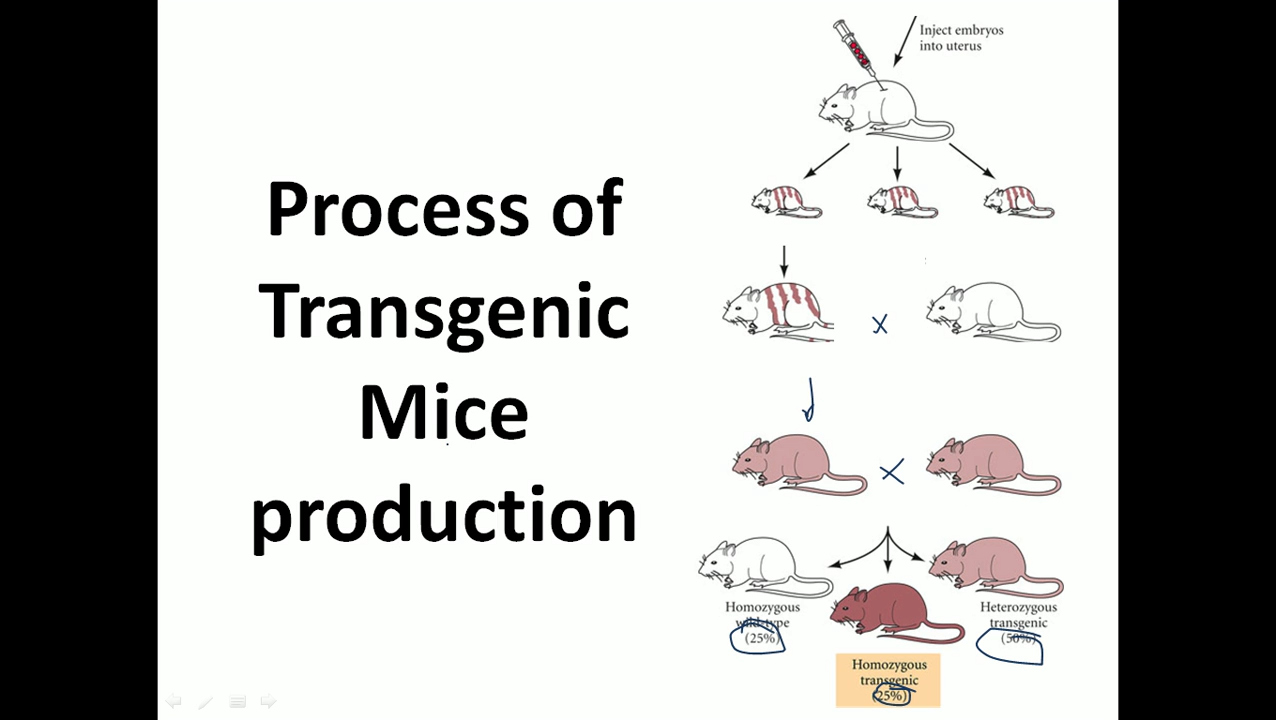 Process of
Transgenic
Mice
production
Inject embryos
into uterus
x
x
Homozygous
wild-type
(25%)
Heterozygous
transgenic
(50%)
Homozygous
transgenic
(25%)